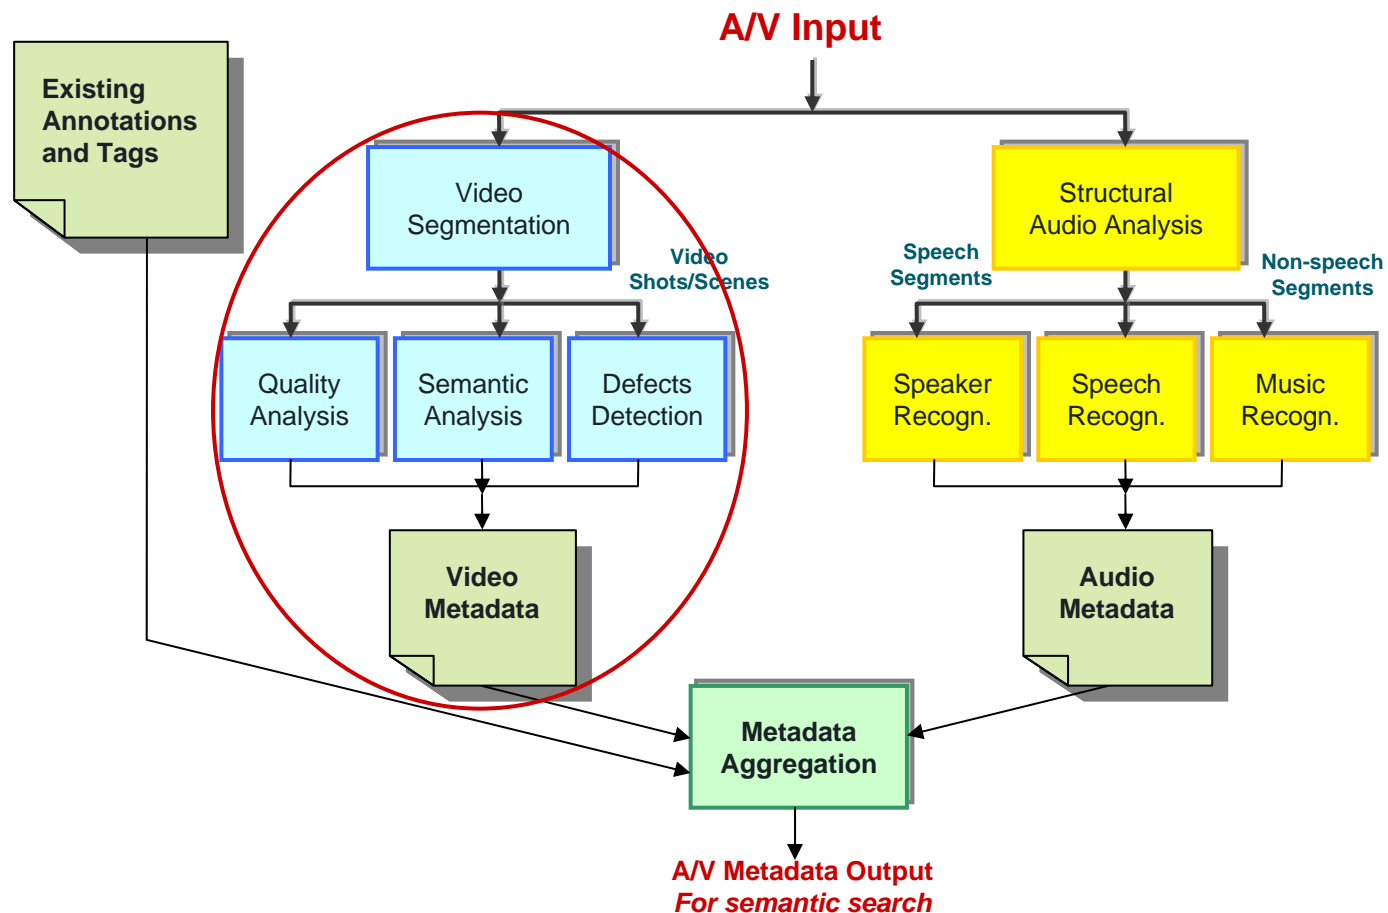 A/V Input
Existing
Annotations
and Tags
Video
Segmentation
Structural
Audio Analysis
Video
Shots/Scenes
Speech
Segments
Non-speech
Segments
Quality
Analysis
Semantic
Analysis
Defects
Detection
Speaker
Recogn.
Speech
Recogn.
Music
Recogn.
Video
Metadata
Audio
Metadata
Metadata
Aggregation
A/V Metadata Output
For semantic search